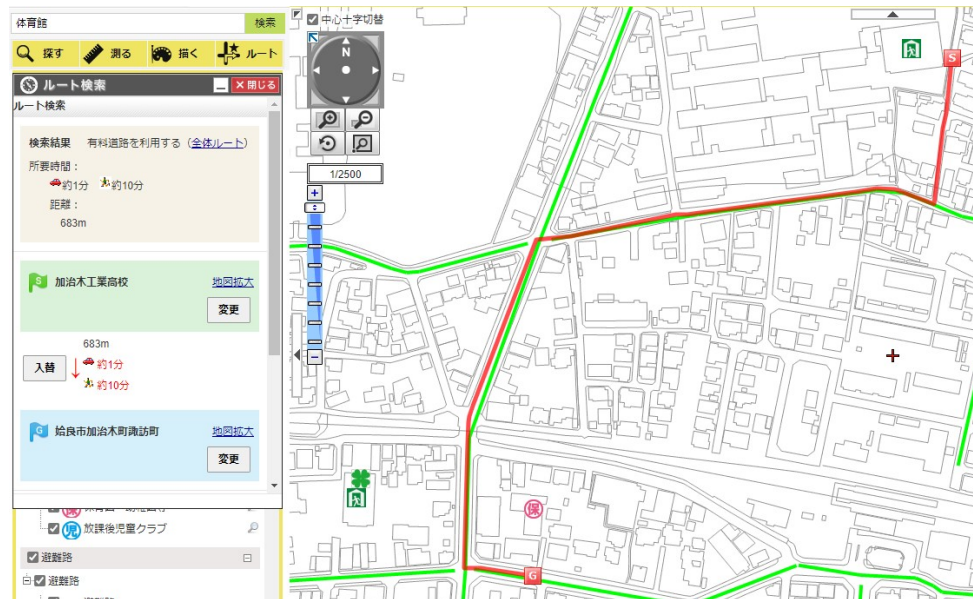 体育館
検索
探す
測る
描く
ルート
ルート検索
×閉じる
ルート検索
検索結果 有料道路を利用する (全体ルート)
所要時間:
約1分 約10分
距離:
683m
S 加治木工業高校
地図拡大
変更
683m
入替
約1分
約10分
G 姶良市加治木町諏訪町
地図拡大
変更
児 放課後児童クラブ
避難路
避難路
中心十字切替
N
1/2500
S
保
G